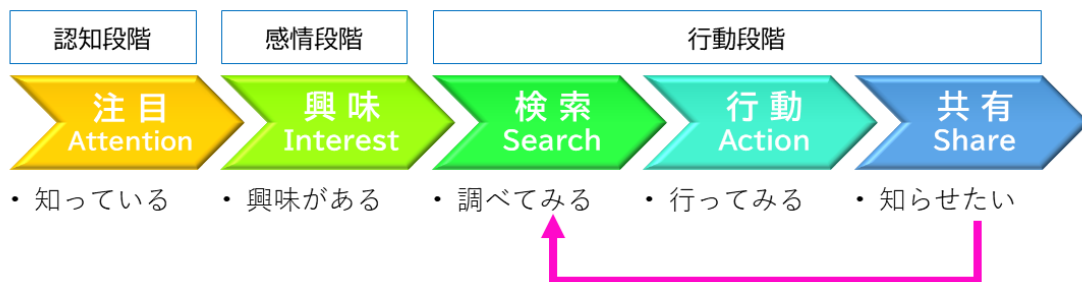 認知段階
感情段階
行動段階
注目
Attention
興味
Interest
検索
Search
行動
Action
共有
Share
・知っている
・興味がある
・調べてみる
・行ってみる
・知らせたい